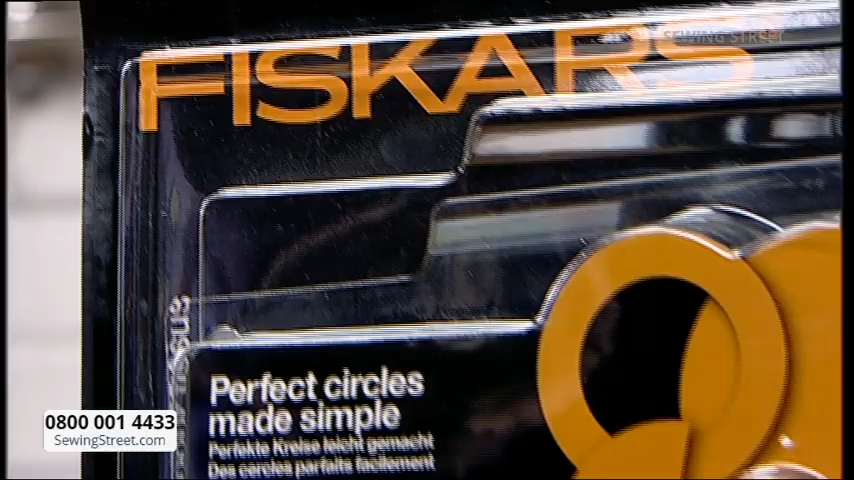 SEWING STREET
FISKARS
Perfect circles
made simple
Perfekte Kreise leicht gemacht
Des cercles parfaits facilement
0800 001 4433
SewingStreet.com